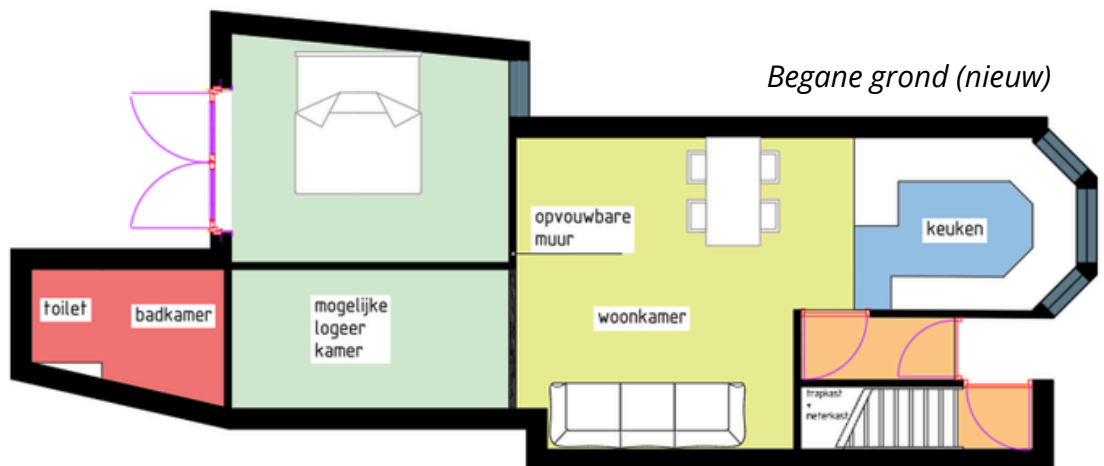 Begane grond (nieuw)
opvouwbare
muur
keuken
toilet
badkamer
mogelijke
logeer
kamer
woonkamer
trapkast
+
meterkast